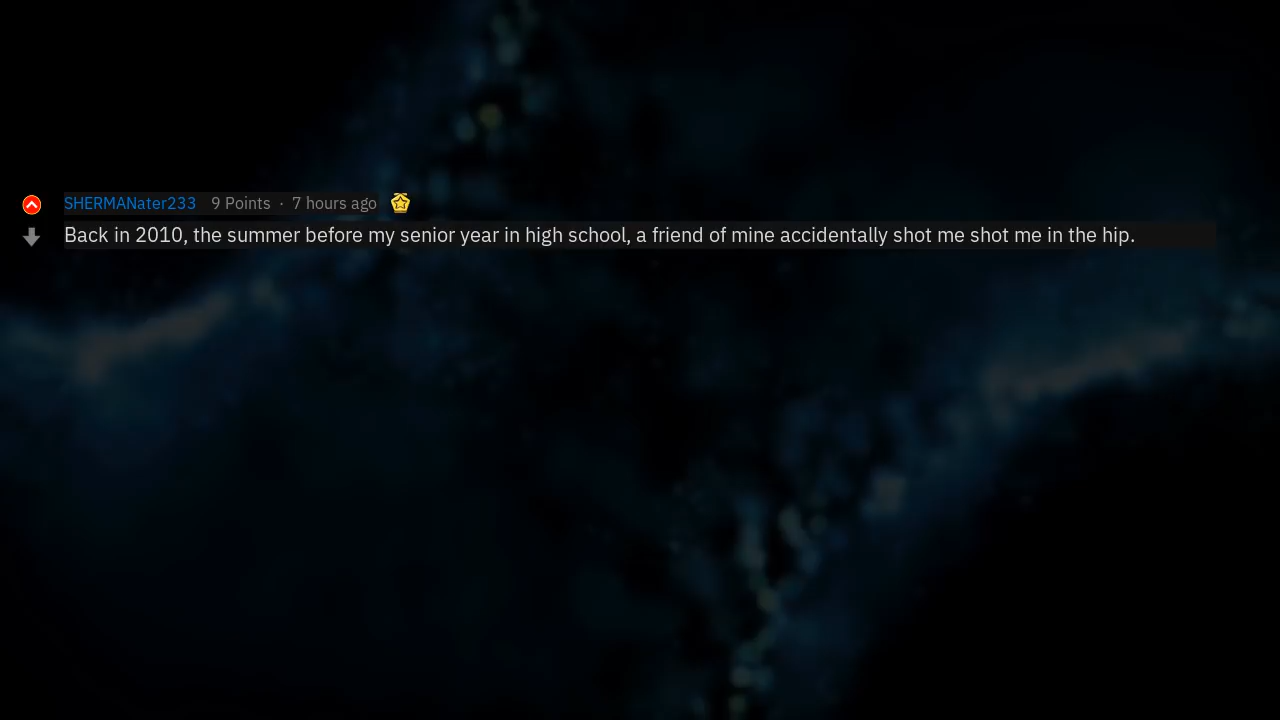 SHERMANater233 9 Points · 7 hours ago
Back in 2010, the summer before my senior year in high school, a friend of mine accidentally shot me shot me in the hip.